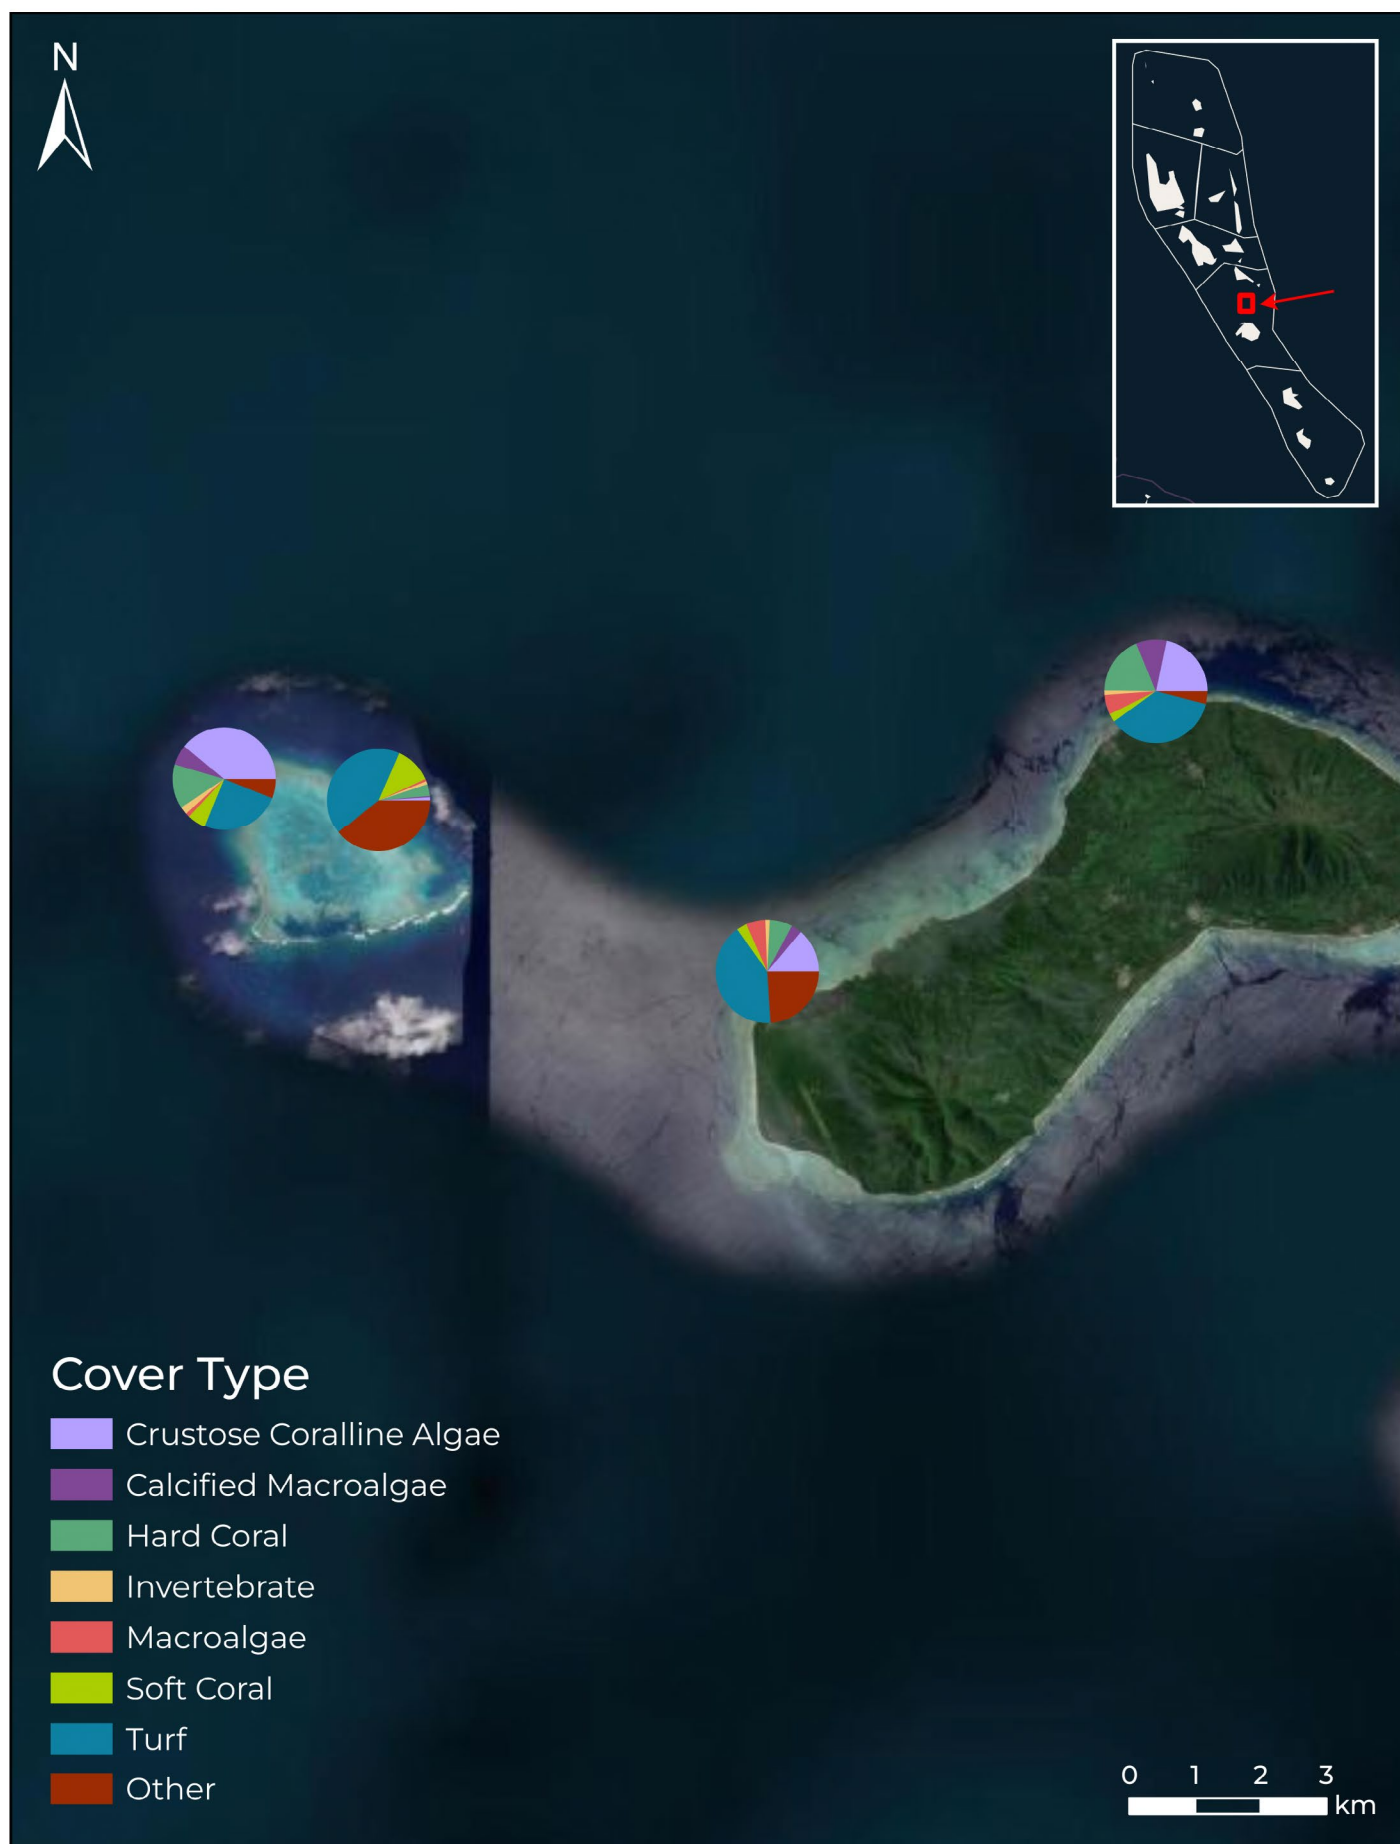 N
Cover Type
Crustose Coralline Algae
Calcified Macroalgae
Hard Coral
Invertebrate
Macroalgae
Soft Coral
Turf
Other
0 1 2 3
km